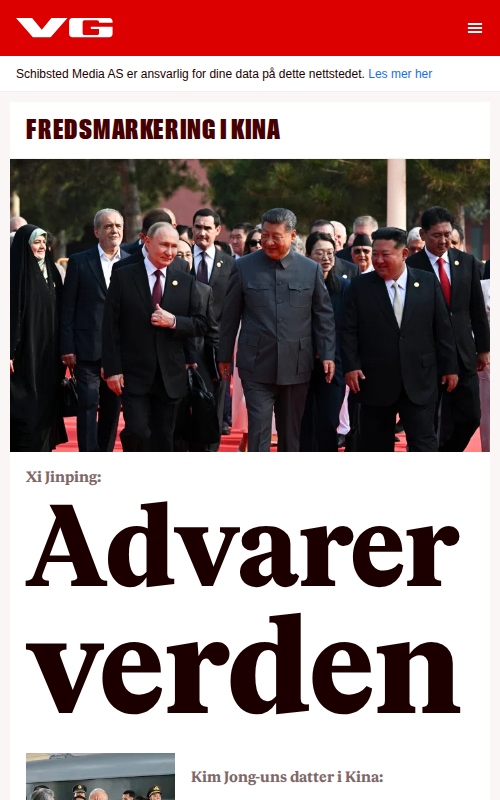 VG
Schibsted Media AS er ansvarlig for dine data på dette nettstedet. Les mer her
FREDSMARKERING I KINA
Xi Jinping:
Advarer
verden
Kim Jong-uns datter i Kina: